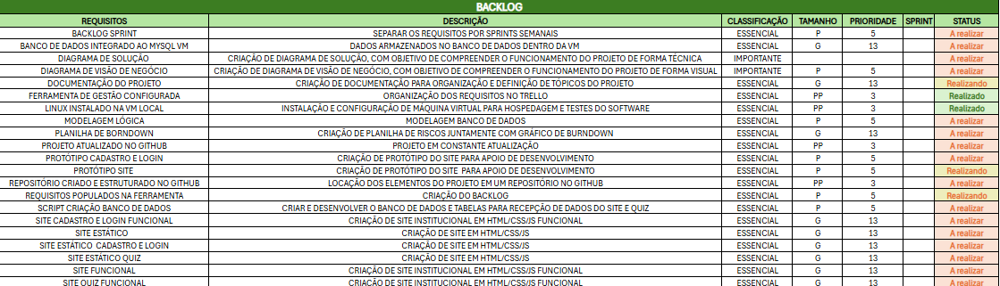 BACKLOG
REQUISITOS DESCRIÇÃO CLASSIFICAÇÃO TAMANHO PRIORIDADE SPRINT STATUS
BACKLOG SPRINT SEPARAR OS REQUISITOS POR SPRINTS SEMANAIS ESSENCIAL P 5 A realizar
BANCO DE DADOS INTEGRADO AO MYSQL VM DADOS ARMAZENADOS NO BANCO DE DADOS DENTRO DA VM ESSENCIAL G 13 A realizar
DIAGRAMA DE SOLUÇÃO CRIAÇÃO DE DIAGRAMA DE SOLUÇÃO, COM OBJETIVO DE COMPREENDER O FUNCIONAMENTO DO PROJETO DE FORMA TÉCNICA IMPORTANTE A realizar
DIAGRAMA DE VISÃO DE NEGÓCIO CRIAÇÃO DE DIAGRAMA DE VISÃO DE NEGÓCIO, COM OBJETIVO DE COMPREENDER O FUNCIONAMENTO DO PROJETO DE FORMA VISUAL IMPORTANTE P 5 A realizar
DOCUMENTAÇÃO DO PROJETO CRIAÇÃO DE DOCUMENTAÇÃO PARA ORGANIZAÇÃO E DEFINIÇÃO DE TÓPICOS DO PROJETO ESSENCIAL G 13 Realizando
FERRAMENTA DE GESTÃO CONFIGURADA ORGANIZAÇÃO DOS REQUISITOS NO TRELLO ESSENCIAL PP 3 Realizado
LINUX INSTALADO NA VM LOCAL INSTALAÇÃO E CONFIGURAÇÃO DE MÁQUINA VIRTUAL PARA HOSPEDAGEM E TESTES DO SOFTWARE ESSENCIAL PP 3 Realizado
MODELAGEM LÓGICA MODELAGEM BANCO DE DADOS ESSENCIAL P 5 A realizar
PLANILHA DE BORNDOWN CRIAÇÃO DE PLANILHA DE RISCOS JUNTAMENTE COM GRÁFICO DE BURNDOWN ESSENCIAL G 13 A realizar
PROJETO ATUALIZADO NO GITHUB PROJETO EM CONSTANTE ATUALIZAÇÃO ESSENCIAL PP 3 A realizar
PROTÓTIPO CADASTRO E LOGIN CRIAÇÃO DE PROTÓTIPO DO SITE PARA APOIO DE DESENVOLVIMENTO ESSENCIAL P 5 A realizar
PROTÓTIPO SITE CRIAÇÃO DE PROTÓTIPO DO SITE PARA APOIO DE DESENVOLVIMENTO ESSENCIAL P 5 Realizando
REPOSITÓRIO CRIADO E ESTRUTURADO NO GITHUB LOCAÇÃO DOS ELEMENTOS DO PROJETO EM UM REPOSITÓRIO NO GITHUB ESSENCIAL PP 3 A realizar
REQUISITOS POPULADOS NA FERRAMENTA CRIAÇÃO DO BACKLOG ESSENCIAL P 5 Realizando
SCRIPT CRIAÇÃO BANCO DE DADOS CRIAR E DESENVOLVER O BANCO DE DADOS E TABELAS PARA RECEPÇÃO DE DADOS DO SITE E QUIZ ESSENCIAL P 5 A realizar
SITE CADASTRO E LOGIN FUNCIONAL CRIAÇÃO DE SITE INSTITUCIONAL EM HTML/CSS/JS FUNCIONAL ESSENCIAL G 13 A realizar
SITE ESTÁTICO CRIAÇÃO DE SITE EM HTML/CSS/JS ESSENCIAL G 13 A realizar
SITE ESTÁTICO CADASTRO E LOGIN CRIAÇÃO DE SITE EM HTML/CSS/JS ESSENCIAL G 13 A realizar
SITE ESTÁTICO QUIZ CRIAÇÃO DE SITE EM HTML/CSS/JS ESSENCIAL G 13 A realizar
SITE FUNCIONAL CRIAÇÃO DE SITE INSTITUCIONAL EM HTML/CSS/JS FUNCIONAL ESSENCIAL G 13 A realizar
SITE QUIZ FUNCIONAL CRIAÇÃO DE SITE INSTITUCIONAL EM HTML/CSS/JS FUNCIONAL ESSENCIAL G 13 A realizar